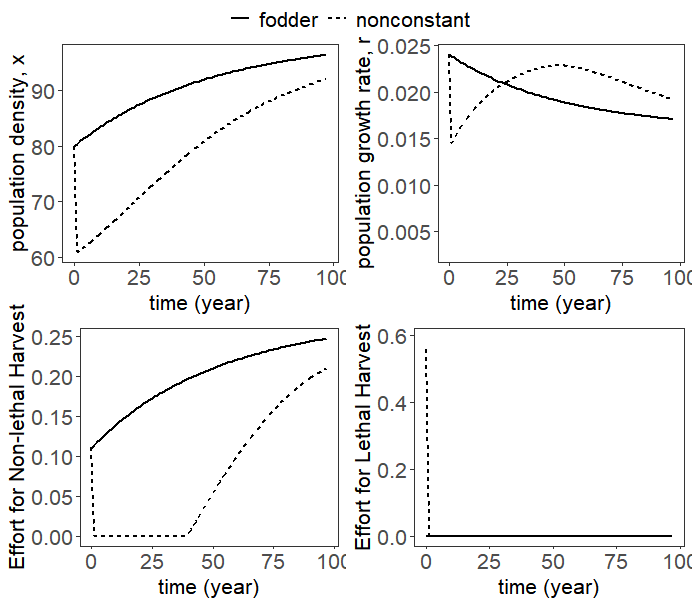 fodder nonconstant
population density, x
90
80
70
60
0 25 50 75 100
time (year)
population growth rate, r
0.025
0.020
0.015
0.010
0.005
0 25 50 75 100
time (year)
Effort for Non-lethal Harvest
0.25
0.20
0.15
0.10
0.05
0.00
0 25 50 75 100
time (year)
Effort for Lethal Harvest
0.6
0.4
0.2
0.0
0 25 50 75 100
time (year)